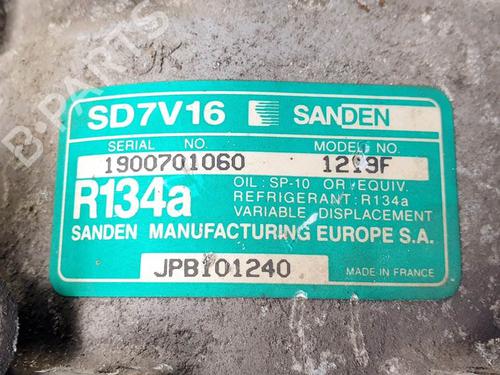 B-PARTS
SD7V16 SANDEN
SERIAL NO. MODEL NO.
1900701060 1219F
R134a OIL: SP-10 OR EQUIV.
REFRIGERANT: R134a
VARIABLE DISPLACEMENT
SANDEN MANUFACTURING EUROPE S.A.
JPB101240 MADE IN FRANCE